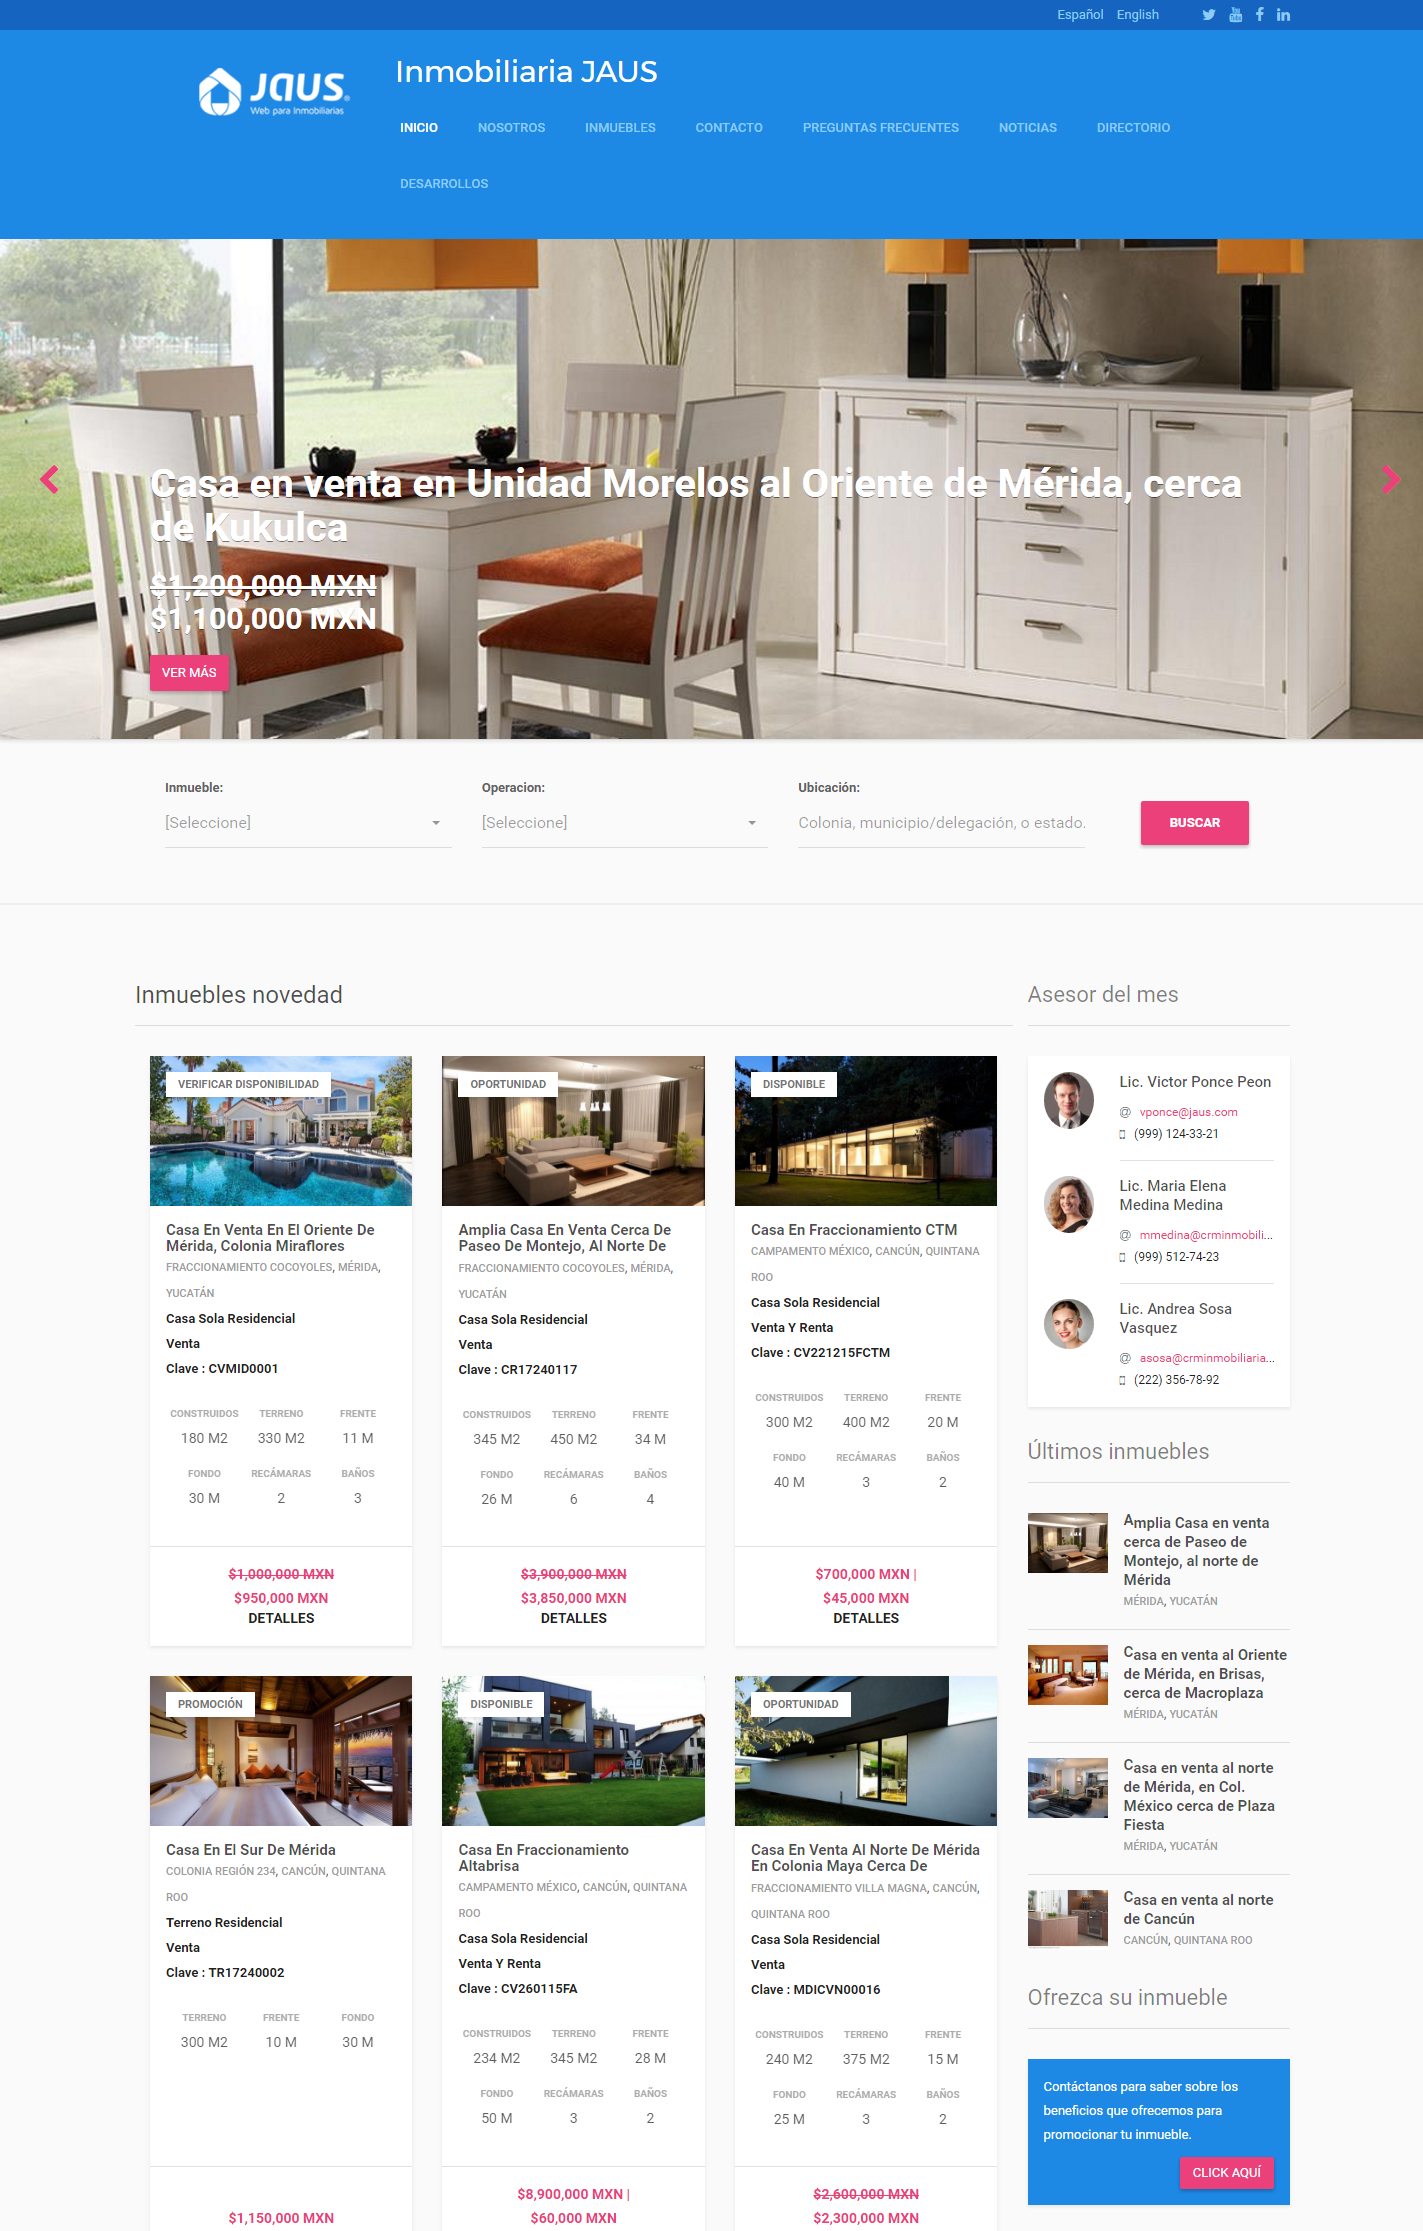 Español English
JAUS
Web para Inmobiliarias
Inmobiliaria JAUS
INICIO NOSOTROS INMUEBLES CONTACTO PREGUNTAS FRECUENTES NOTICIAS DIRECTORIO
DESARROLLOS
Casa en venta en Unidad Morelos al Oriente de Mérida, cerca
de Kukulca
$1,200,000 MXN
$1,100,000 MXN
VER MÁS
Inmueble: Operacion: Ubicación:
[Seleccione] [Seleccione] Colonia, municipio/delegación, o estado.
BUSCAR
Inmuebles novedad
VERIFICAR DISPONIBILIDAD
Casa En Venta En El Oriente De
Mérida, Colonia Miraflores
FRACCIONAMIENTO COCOYOLES, MÉRIDA,
YUCATÁN
Casa Sola Residencial
Venta
Clave : CVMID0001
CONSTRUIDOS TERRENO FRENTE
180 M2 330 M2 11 M
FONDO RECÁMARAS BAÑOS
30 M 2 3
$1,000,000 MXN
$950,000 MXN
DETALLES
OPORTUNIDAD
Amplia Casa En Venta Cerca De
Paseo De Montejo, Al Norte De
FRACCIONAMIENTO COCOYOLES, MÉRIDA,
YUCATÁN
Casa Sola Residencial
Venta
Clave : CR17240117
CONSTRUIDOS TERRENO FRENTE
345 M2 450 M2 34 M
FONDO RECÁMARAS BAÑOS
26 M 6 4
$3,900,000 MXN
$3,850,000 MXN
DETALLES
DISPONIBLE
Casa En Fraccionamiento CTM
CAMPAMENTO MÉXICO, CANCÚN, QUINTANA
ROO
Casa Sola Residencial
Venta Y Renta
Clave : CV221215FCTM
CONSTRUIDOS TERRENO FRENTE
300 M2 400 M2 20 M
FONDO RECÁMARAS BAÑOS
40 M 3 2
$700,000 MXN |
$45,000 MXN
DETALLES
PROMOCIÓN
Casa En El Sur De Mérida
COLONIA REGIÓN 234, CANCÚN, QUINTANA
ROO
Terreno Residencial
Venta
Clave : TR17240002
TERRENO FRENTE FONDO
300 M2 10 M 30 M
$1,150,000 MXN
DISPONIBLE
Casa En Fraccionamiento
Altabrisa
CAMPAMENTO MÉXICO, CANCÚN, QUINTANA
ROO
Casa Sola Residencial
Venta Y Renta
Clave : CV260115FA
CONSTRUIDOS TERRENO FRENTE
234 M2 345 M2 28 M
FONDO RECÁMARAS BAÑOS
50 M 3 2
$8,900,000 MXN |
$60,000 MXN
OPORTUNIDAD
Casa En Venta Al Norte De Mérida
En Colonia Maya Cerca De
FRACCIONAMIENTO VILLA MAGNA, CANCÚN,
QUINTANA ROO
Casa Sola Residencial
Venta
Clave : MDICVN00016
CONSTRUIDOS TERRENO FRENTE
240 M2 375 M2 15 M
FONDO RECÁMARAS BAÑOS
25 M 3 2
$2,600,000 MXN
$2,300,000 MXN
Asesor del mes
Lic. Victor Ponce Peon
@ vponce@jaus.com
(999) 124-33-21
Lic. Maria Elena
Medina Medina
@ mmedina@crminmobili...
(999) 512-74-23
Lic. Andrea Sosa
Vasquez
@ asosa@crminmobiliaria...
(222) 356-78-92
Últimos inmuebles
Amplia Casa en venta
cerca de Paseo de
Montejo, al norte de
Mérida
MÉRIDA, YUCATÁN
Casa en venta al Oriente
de Mérida, en Brisas,
cerca de Macroplaza
MÉRIDA, YUCATÁN
Casa en venta al norte
de Mérida, en Col.
México cerca de Plaza
Fiesta
MÉRIDA, YUCATÁN
Casa en venta al norte
de Cancún
CANCÚN, QUINTANA ROO
Ofrezca su inmueble
Contáctanos para saber sobre los
beneficios que ofrecemos para
promocionar tu inmueble.
CLICK AQUÍ